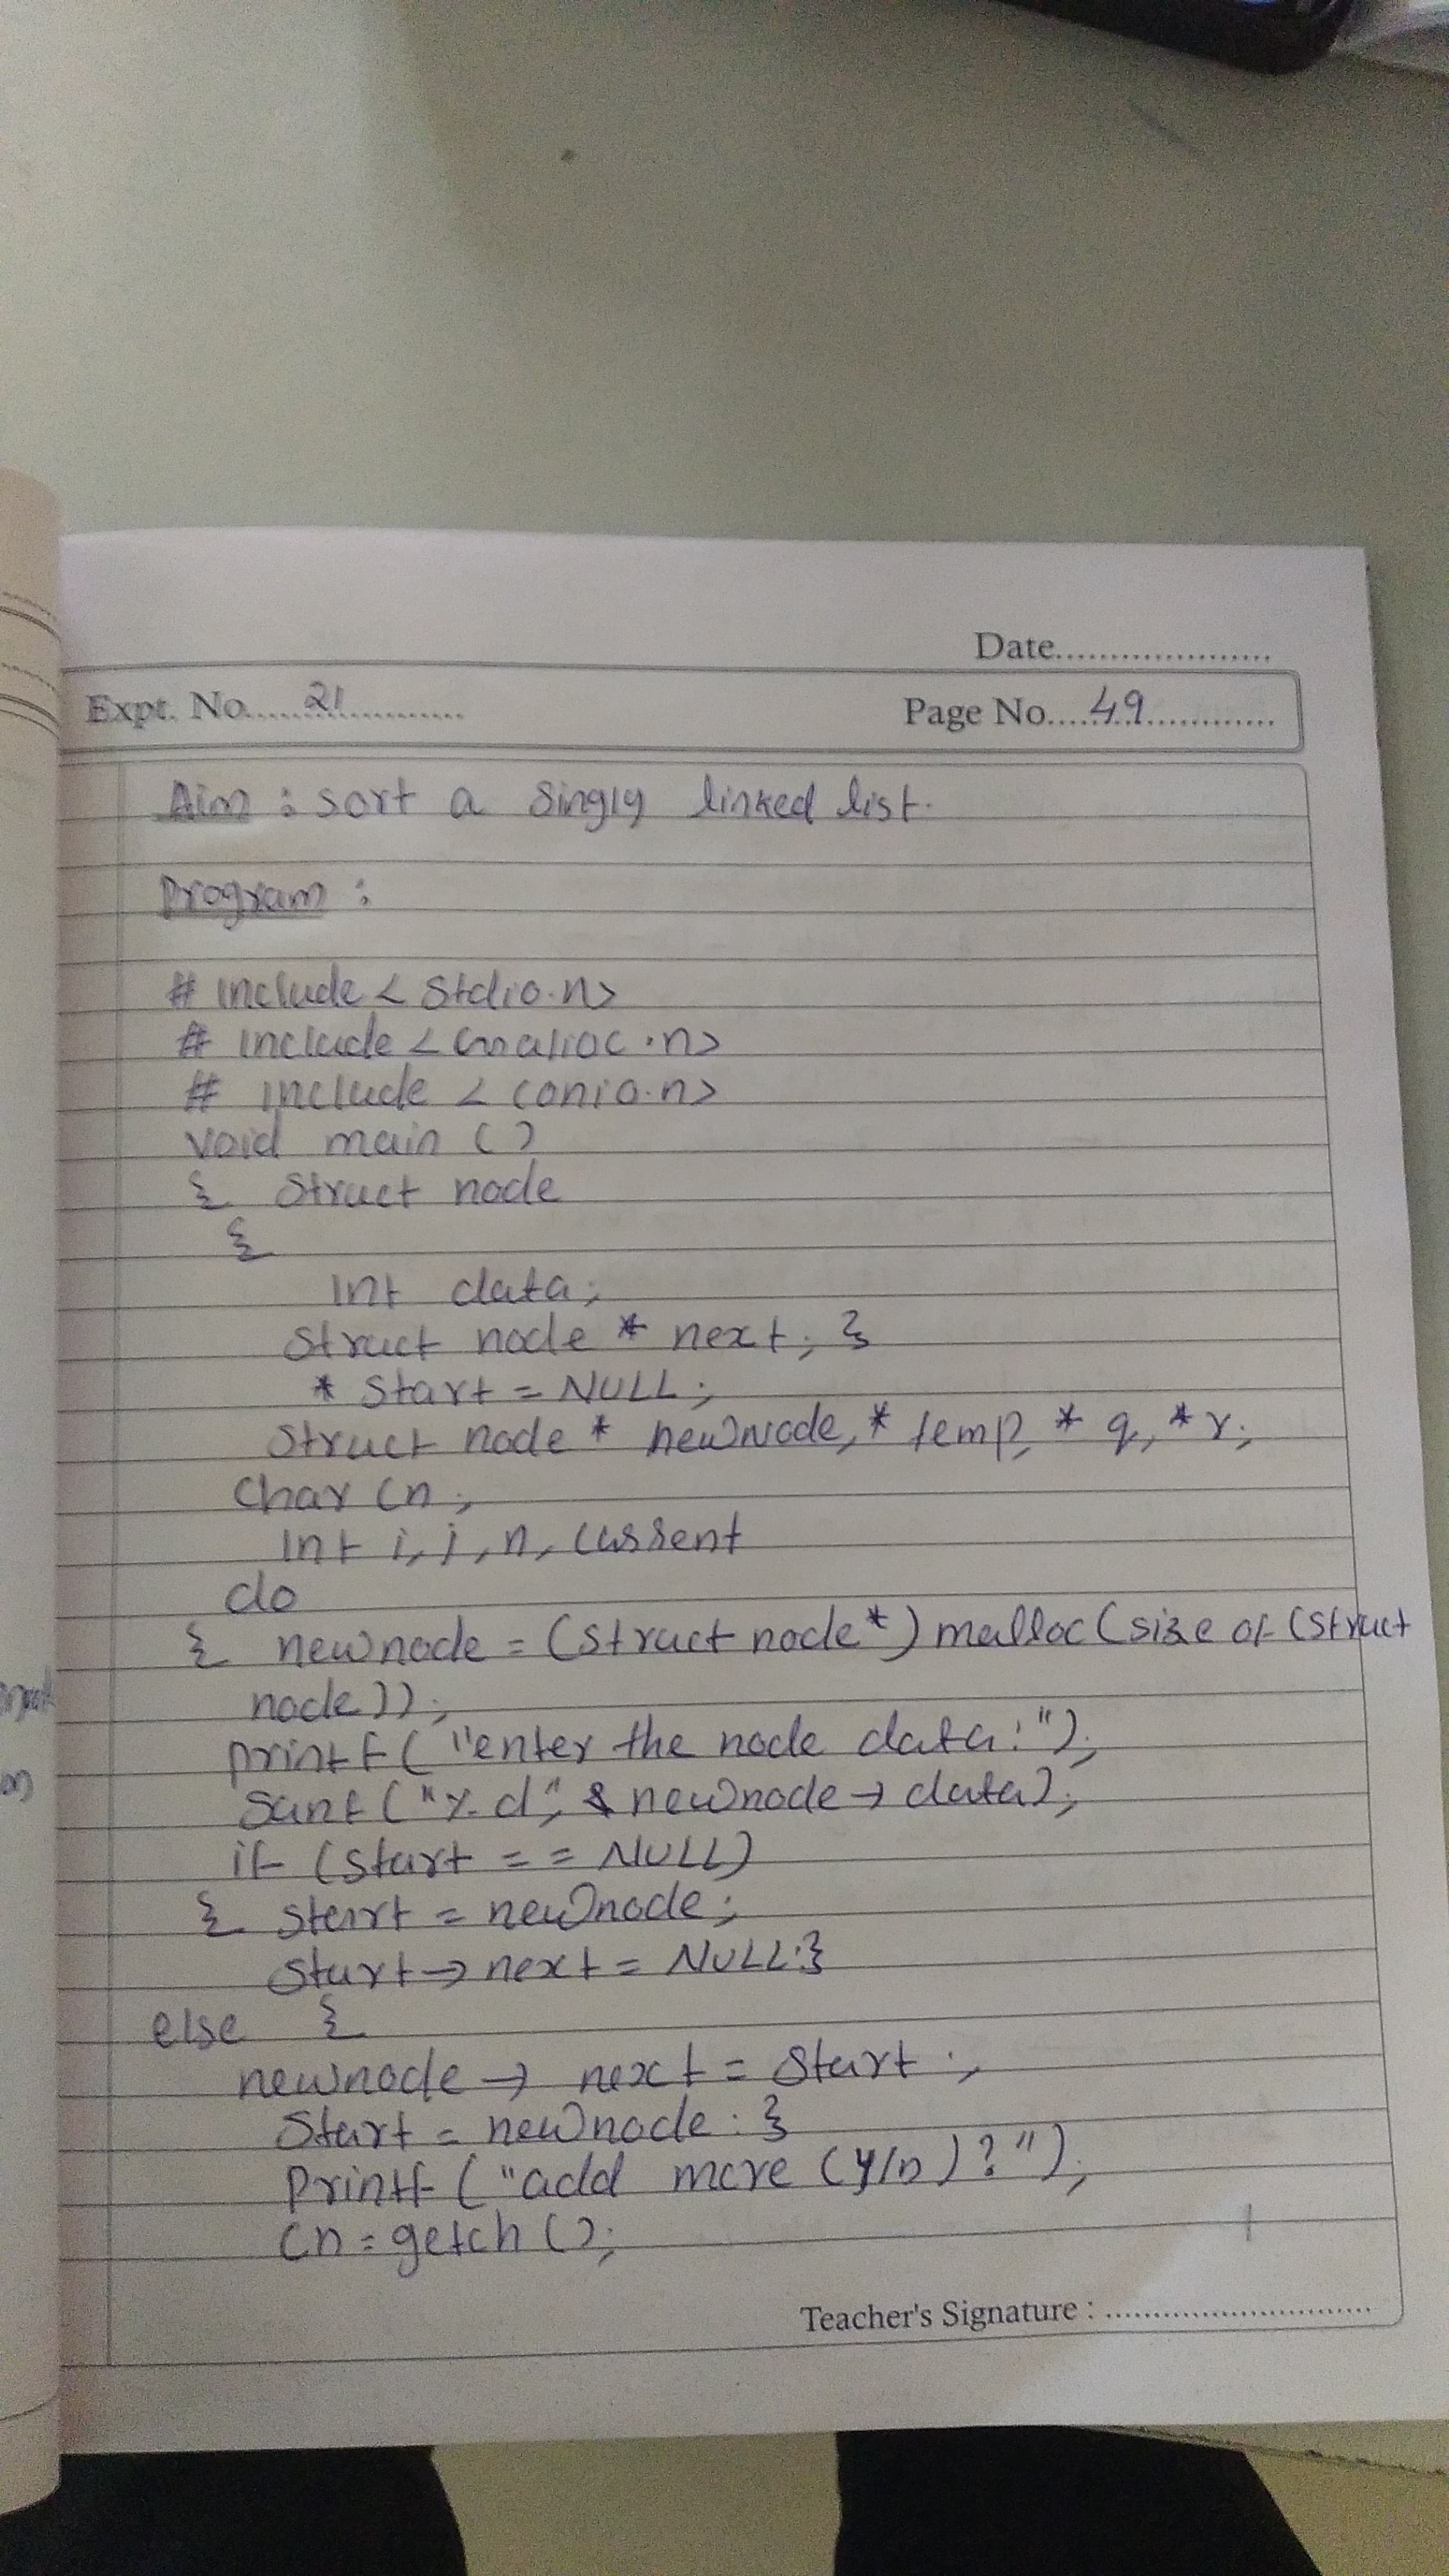 Date
Expt. No. 21
Page No. 49
Aim : sort a singly linked list.
Program :
# include < stdio.h>
# include < malloc.h>
# include < conio.h>
void main ( )
{ struct node
{
int data;
struct node * next; }
* start = NULL;
struct node * newnode, * temp, * q, * r;
char ch;
int i, j, n, current
do
{ newnode = (struct node*) malloc (size of (struct
node));
printf ( "enter the node data:");
scanf ( "%d", & newnode → data);
if (start == NULL)
{ start = newnode;
start → next = NULL; }
else {
newnode → next = start ;
start = newnode ; }
printf ( "add more (y/n)?");
ch = getch ();
Teacher's Signature :